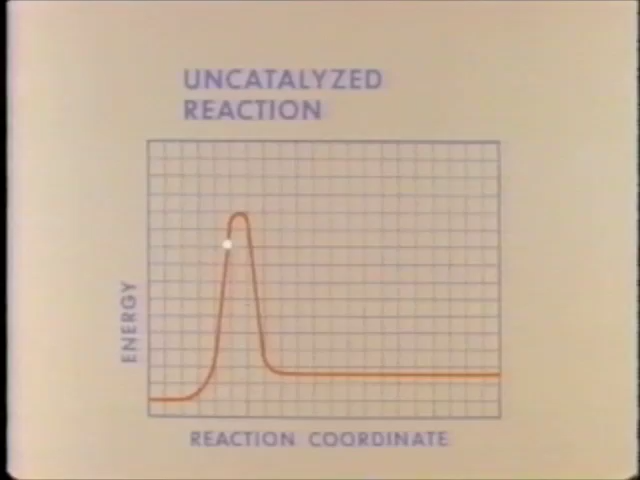 UNCATALYZED
REACTION
ENERGY
REACTION COORDINATE